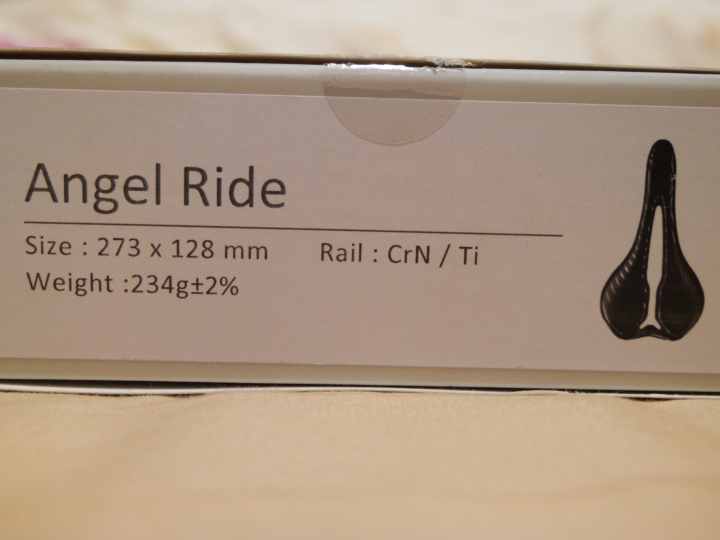 Angel Ride
Size : 273 x 128 mm Rail : CrN / Ti
Weight :234g±2%